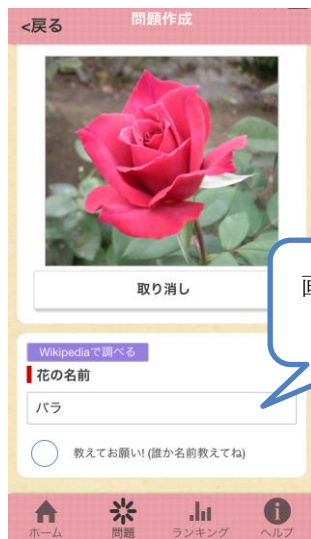 <戻る
問題作成
取り消し
Wikipediaで調べる
花の名前
バラ
教えてお願い! (誰か名前教えてね)
ホーム 問題 ランキング ヘルプ